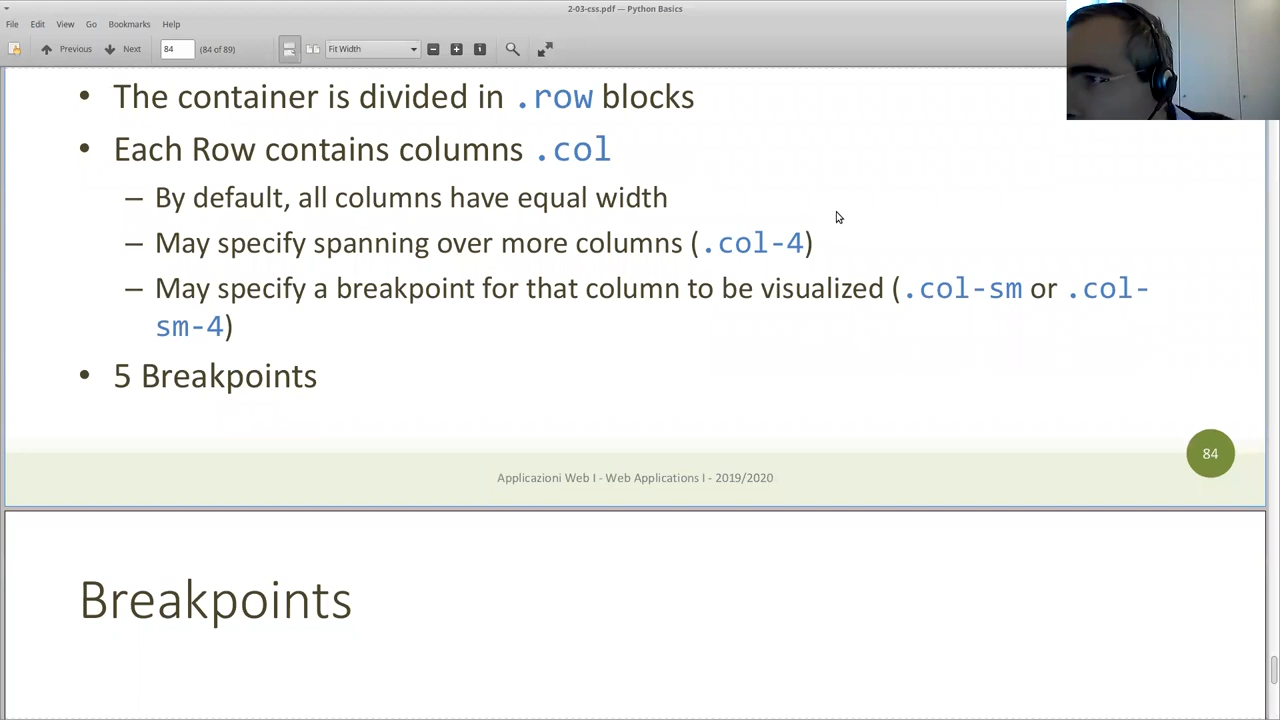 2-03-css.pdf — Python Basics
File Edit View Go Bookmarks Help
Previous Next 84 (84 of 89) Fit Width
• The container is divided in .row blocks
• Each Row contains columns .col
– By default, all columns have equal width
– May specify spanning over more columns (.col-4)
– May specify a breakpoint for that column to be visualized (.col-sm or .col-
sm-4)
• 5 Breakpoints
84
Applicazioni Web I - Web Applications I - 2019/2020
Breakpoints